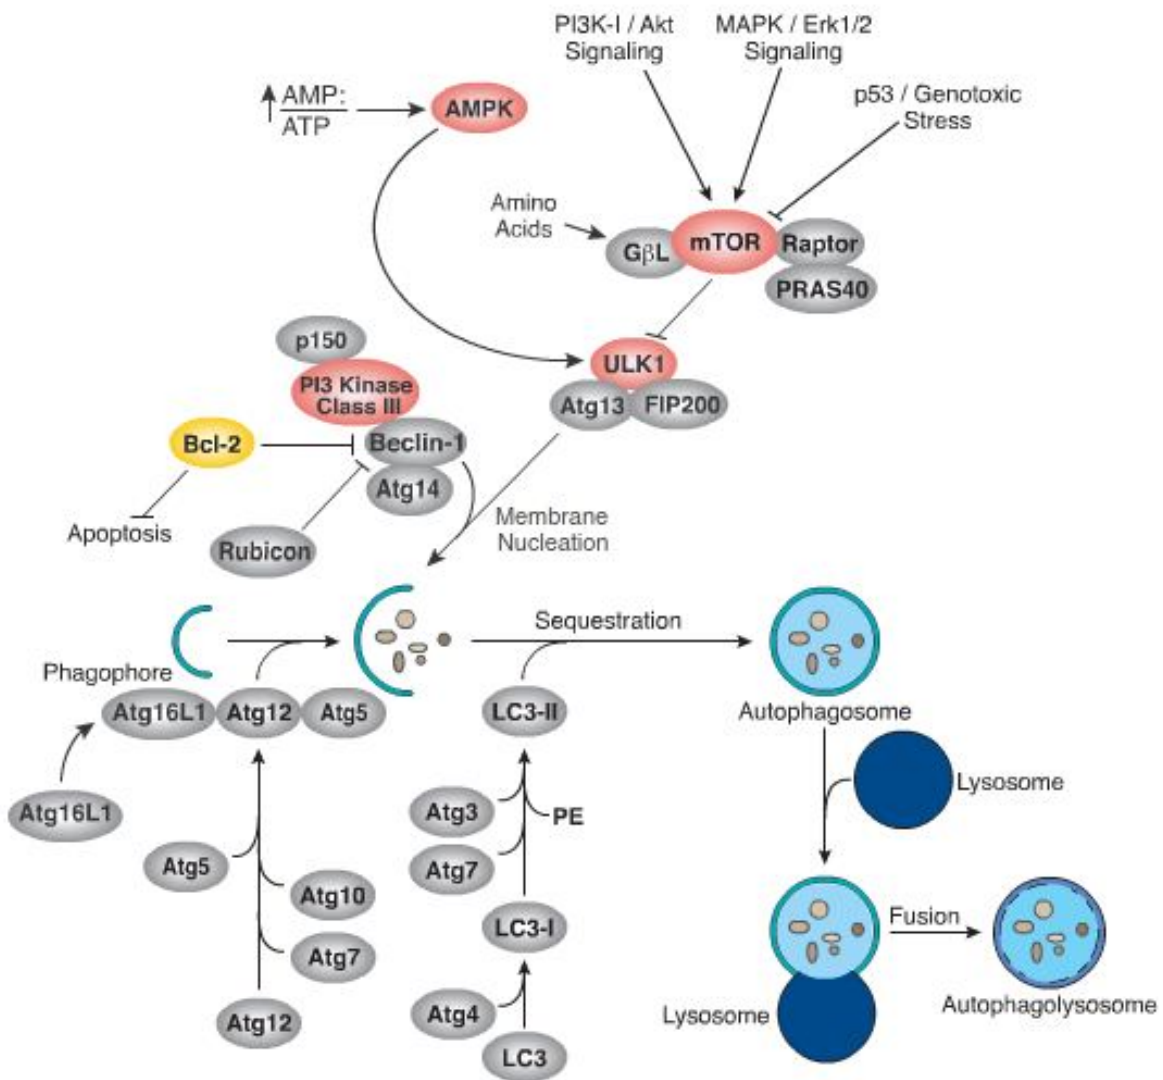 PI3K-I / Akt
Signaling
MAPK / Erk1/2
Signaling
AMP:
ATP
AMPK
p53 / Genotoxic
Stress
Amino
Acids
GβL
mTOR
Raptor
PRAS40
p150
PI3 Kinase
Class III
ULK1
Atg13
FIP200
Bcl-2
Beclin-1
Atg14
Apoptosis
Rubicon
Membrane
Nucleation
Sequestration
Phagophore
Atg16L1
Atg12
Atg5
LC3-II
Autophagosome
Atg16L1
Atg3
PE
Lysosome
Atg5
Atg7
Atg10
LC3-I
Fusion
Atg7
Atg12
Atg4
LC3
Lysosome
Autophagolysosome